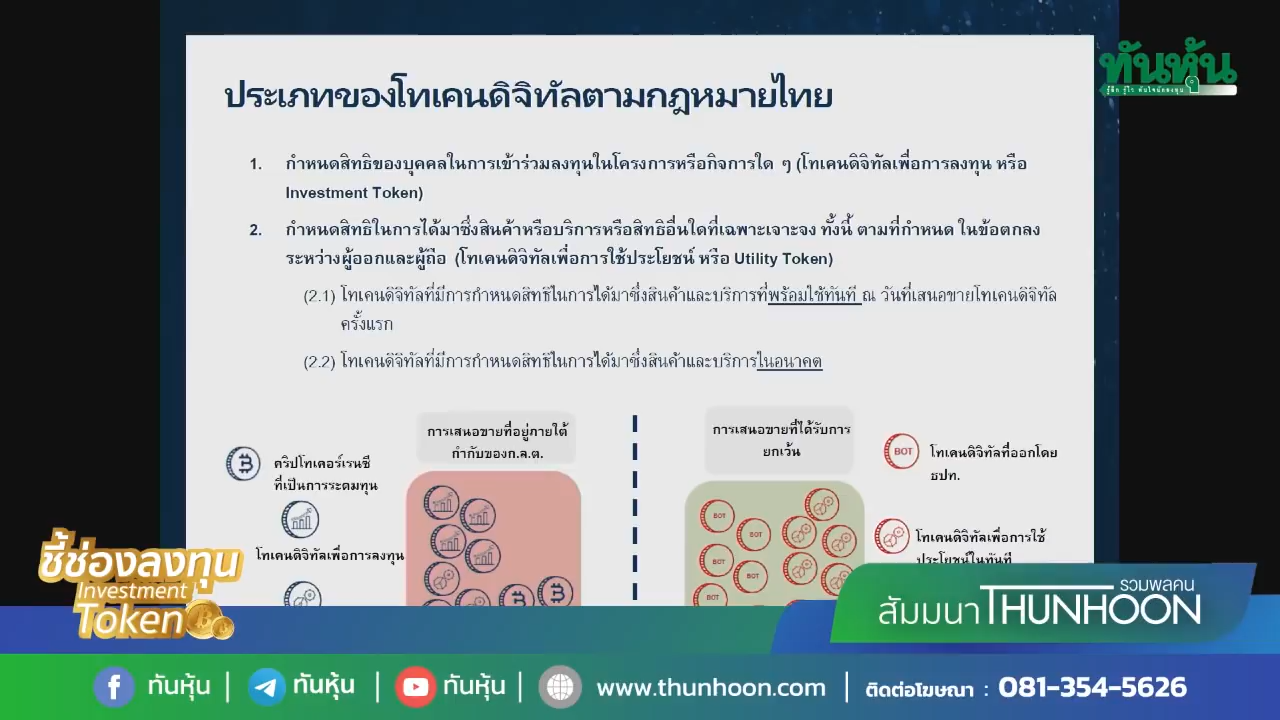 ทันหุ้น
ประเภทของโทเคนดิจิทัลตามกฎหมายไทย
1. กำหนดสิทธิของบุคคลในการเข้าร่วมลงทุนในโครงการหรือกิจการใด ๆ (โทเคนดิจิทัลเพื่อการลงทุน หรือ
Investment Token)
2. กำหนดสิทธิในการได้มาซึ่งสินค้าหรือบริการหรือสิทธิอื่นใดที่เฉพาะเจาะจง ทั้งนี้ ตามที่กำหนด ในข้อตกลง
ระหว่างผู้ออกและผู้ถือ (โทเคนดิจิทัลเพื่อการใช้ประโยชน์ หรือ Utility Token)
(2.1) โทเคนดิจิทัลที่มีการกำหนดสิทธิในการได้มาซึ่งสินค้าและบริการที่พร้อมใช้ทันที ณ วันที่เสนอขายโทเคนดิจิทัล
ครั้งแรก
(2.2) โทเคนดิจิทัลที่มีการกำหนดสิทธิในการได้มาซึ่งสินค้าและบริการในอนาคต
การเสนอขายที่อยู่ภายใต้
กำกับของก.ล.ต.
การเสนอขายที่ได้รับการ
ยกเว้น
คริปโทเคอร์เรนซี
ที่เป็นการระดมทุน
โทเคนดิจิทัลเพื่อการลงทุน
BOT
โทเคนดิจิทัลที่ออกโดย
ธปท.
โทเคนดิจิทัลเพื่อการใช้
ประโยชน์ในทันที
BOT
BOT
BOT
BOT
BOT
ชี้ช่องลงทุน
Investment
Token
รวมพลคน
สัมมนา THUNHOON
ทันหุ้น | ทันหุ้น | ทันหุ้น | www.thunhoon.com | ติดต่อโฆษณา : 081-354-5626